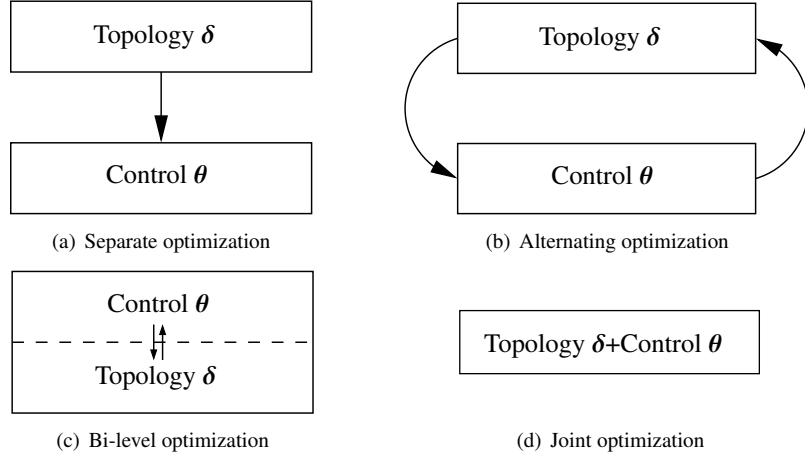 Topology δ
Control θ
(a) Separate optimization
Topology δ
Control θ
(b) Alternating optimization
Control θ
Topology δ
(c) Bi-level optimization
Topology δ+Control θ
(d) Joint optimization